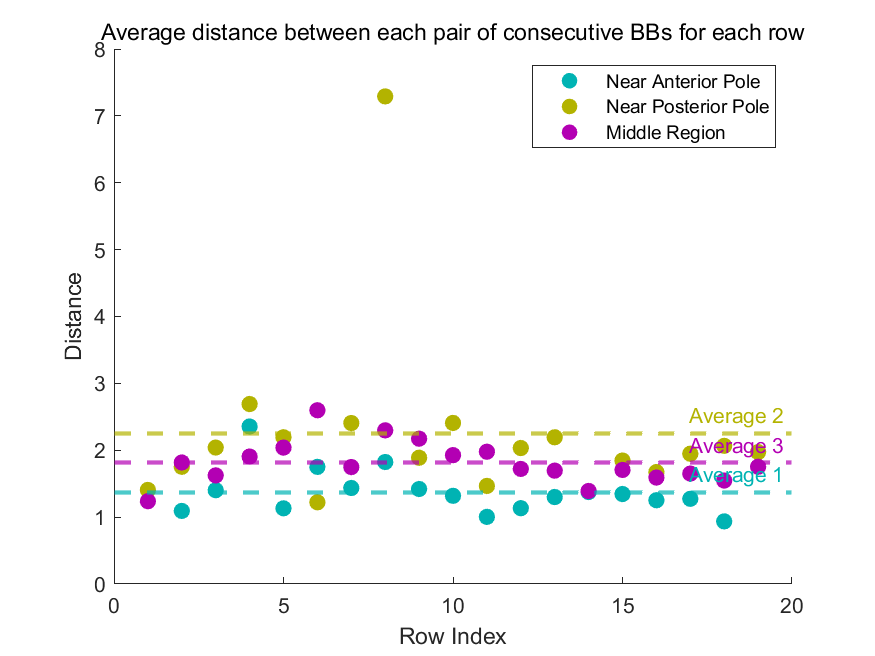 Average distance between each pair of consecutive BBs for each row
8
7
6
5
4
3
2
1
0
Distance
Near Anterior Pole
Near Posterior Pole
Middle Region
Average 2
Average 3
Average 1
0 5 10 15 20
Row Index